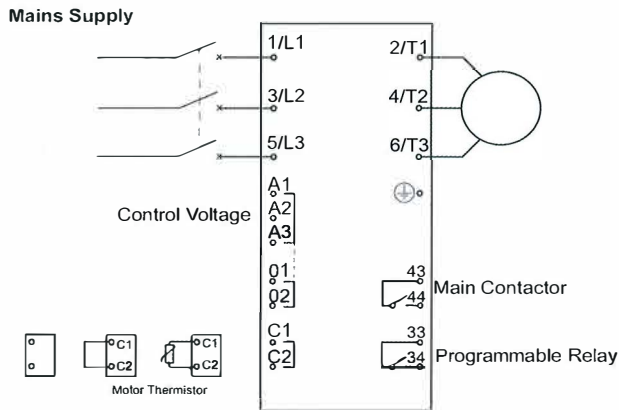 Mains Supply
1/L1 2/T1
3/L2 4/T2
5/L3 6/T3
A1
Control Voltage A2
A3
01 43
Main Contactor
02 44
C1 C1 C1 33
C2 C2 C2 34 Programmable Relay
Motor Thermistor